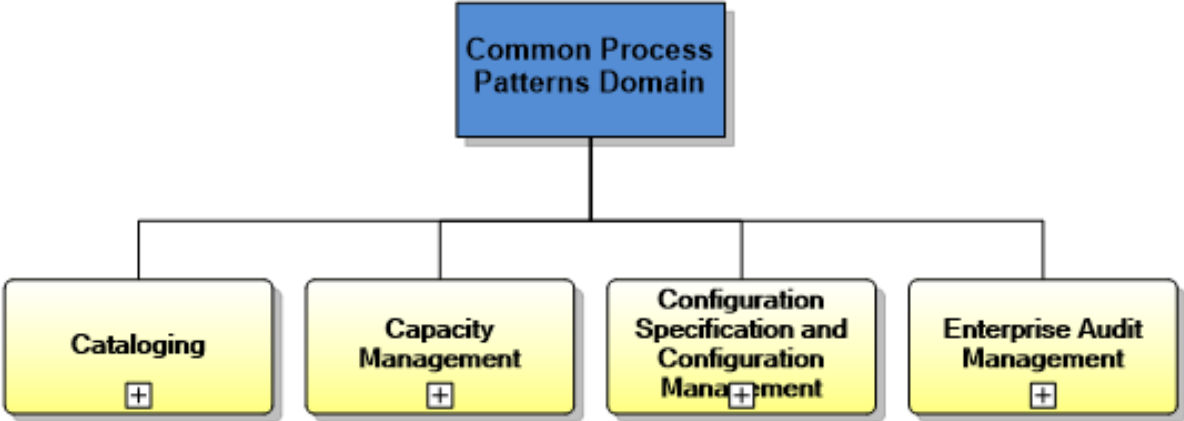 Common Process
Patterns Domain
Cataloging
Capacity
Management
Configuration
Specification and
Configuration
Management
Enterprise Audit
Management